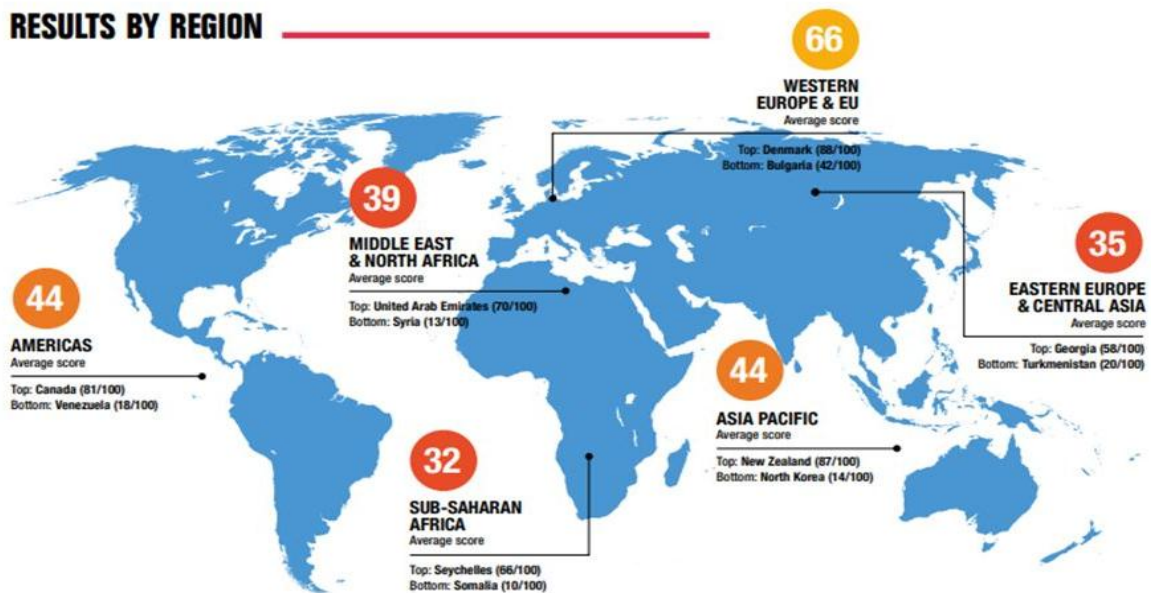 RESULTS BY REGION
66
WESTERN
EUROPE & EU
Average score
Top: Denmark (88/100)
Bottom: Bulgaria (42/100)
39
MIDDLE EAST
& NORTH AFRICA
Average score
Top: United Arab Emirates (70/100)
Bottom: Syria (13/100)
35
EASTERN EUROPE
& CENTRAL ASIA
Average score
Top: Georgia (58/100)
Bottom: Turkmenistan (20/100)
44
AMERICAS
Average score
Top: Canada (81/100)
Bottom: Venezuela (18/100)
44
ASIA PACIFIC
Average score
Top: New Zealand (87/100)
Bottom: North Korea (14/100)
32
SUB-SAHARAN
AFRICA
Average score
Top: Seychelles (66/100)
Bottom: Somalia (10/100)